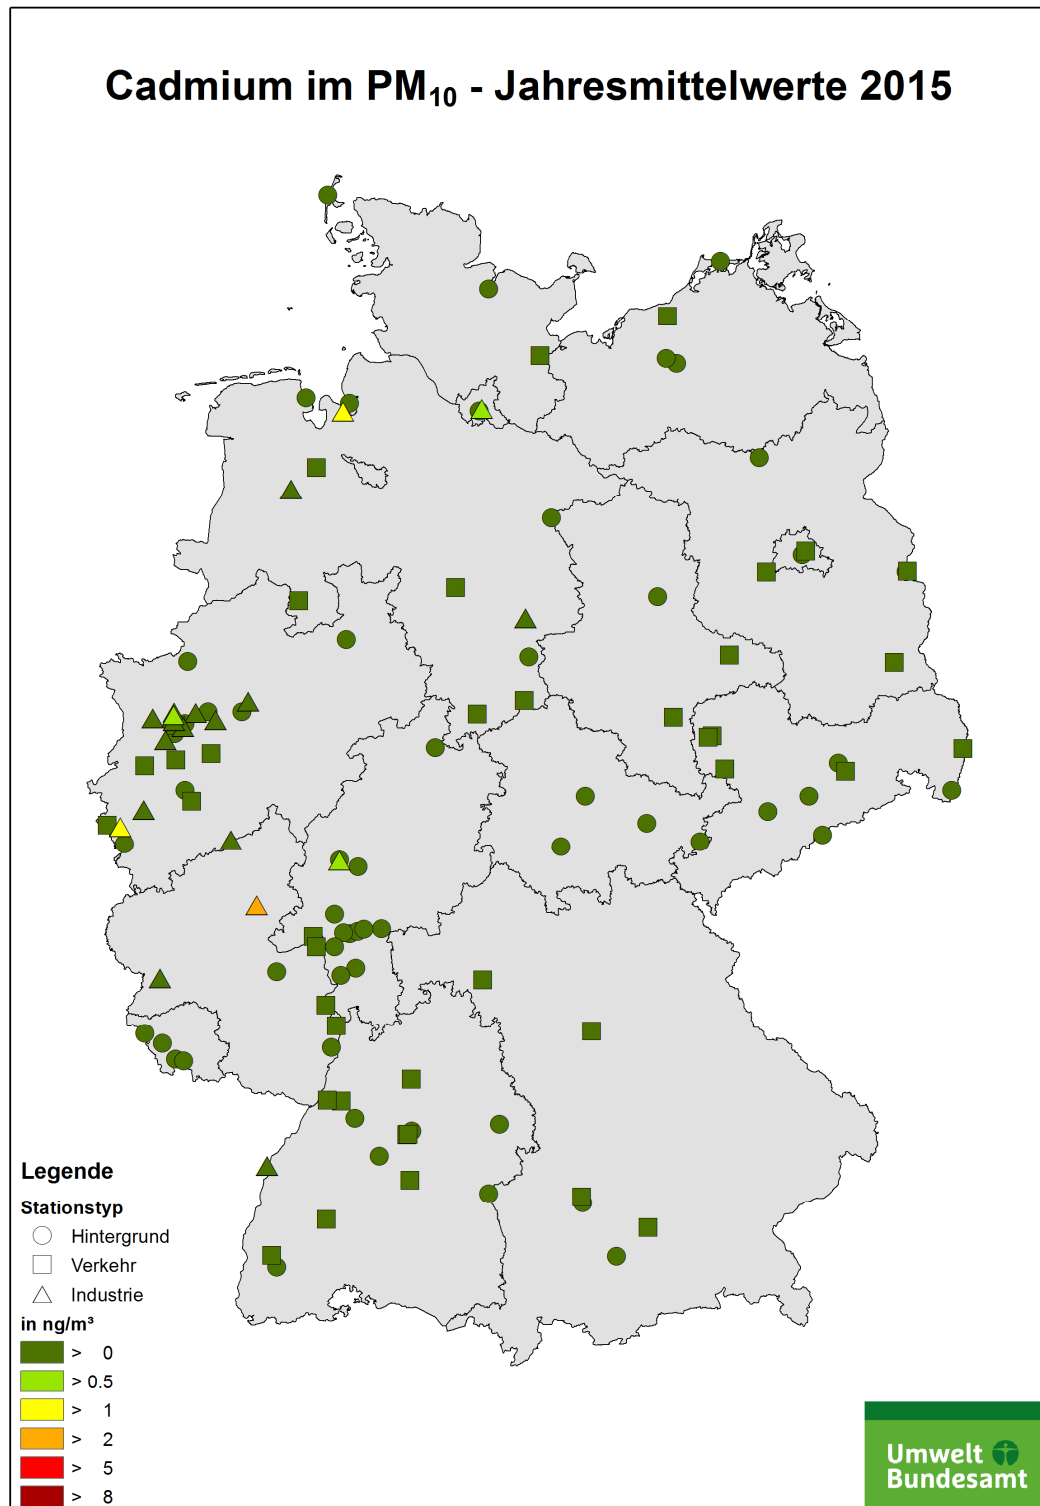 Cadmium im PM₁₀ - Jahresmittelwerte 2015
Legende
Stationstyp
Hintergrund
Verkehr
Industrie
in ng/m³
> 0
> 0.5
> 1
> 2
> 5
> 8
Umwelt
Bundesamt